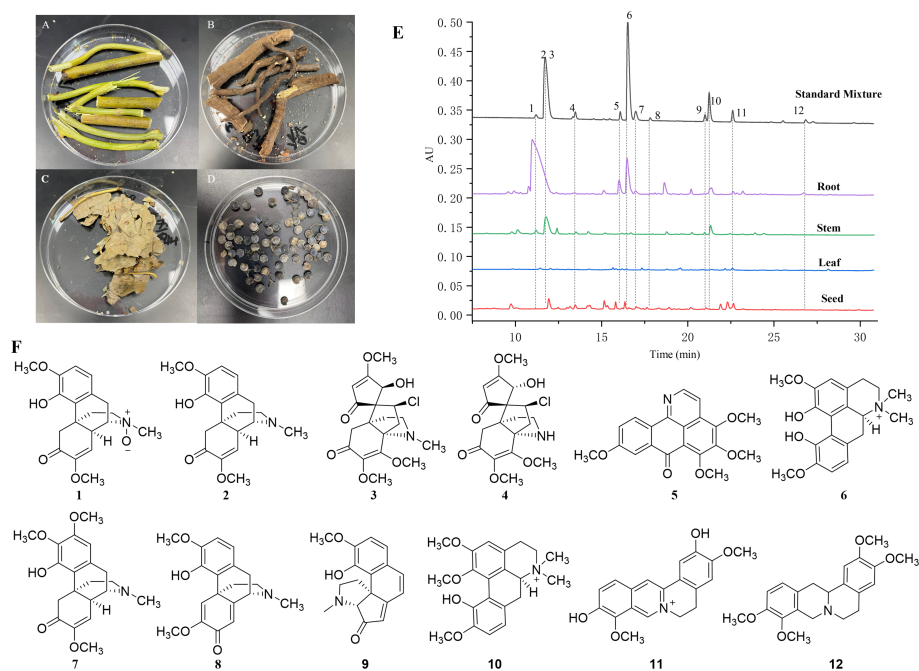 A
B
C
D
E
0.50
0.45
0.40
0.35
0.30
0.25
0.20
0.15
0.10
0.05
0.00
AU
1
2 3
4
5
6
7
8
9
10
11
12
Standard Mixture
Root
Stem
Leaf
Seed
10
15
20
25
30
Time (min)
F
H₃CO
HO
N
+
O
−
CH₃
H
O
OCH₃
1
H₃CO
HO
N
CH₃
H
O
OCH₃
2
OCH₃
OH
Cl
O
N
CH₃
O
OCH₃
OCH₃
3
OCH₃
OH
Cl
O
NH
O
OCH₃
OCH₃
4
N
OCH₃
OCH₃
OCH₃
O
H₃CO
5
H₃CO
HO
HO
H₃CO
N
+
CH₃
CH₃
H
6
OCH₃
H₃CO
HO
N
CH₃
H
O
OCH₃
7
H₃CO
HO
N
CH₃
H₃CO
O
8
H₃CO
HO
N
O
9
H₃CO
H₃CO
HO
H₃CO
N
+
CH₃
CH₃
H
10
OH
OCH₃
N
+
HO
OCH₃
11
OCH₃
OCH₃
N
H₃CO
OCH₃
12